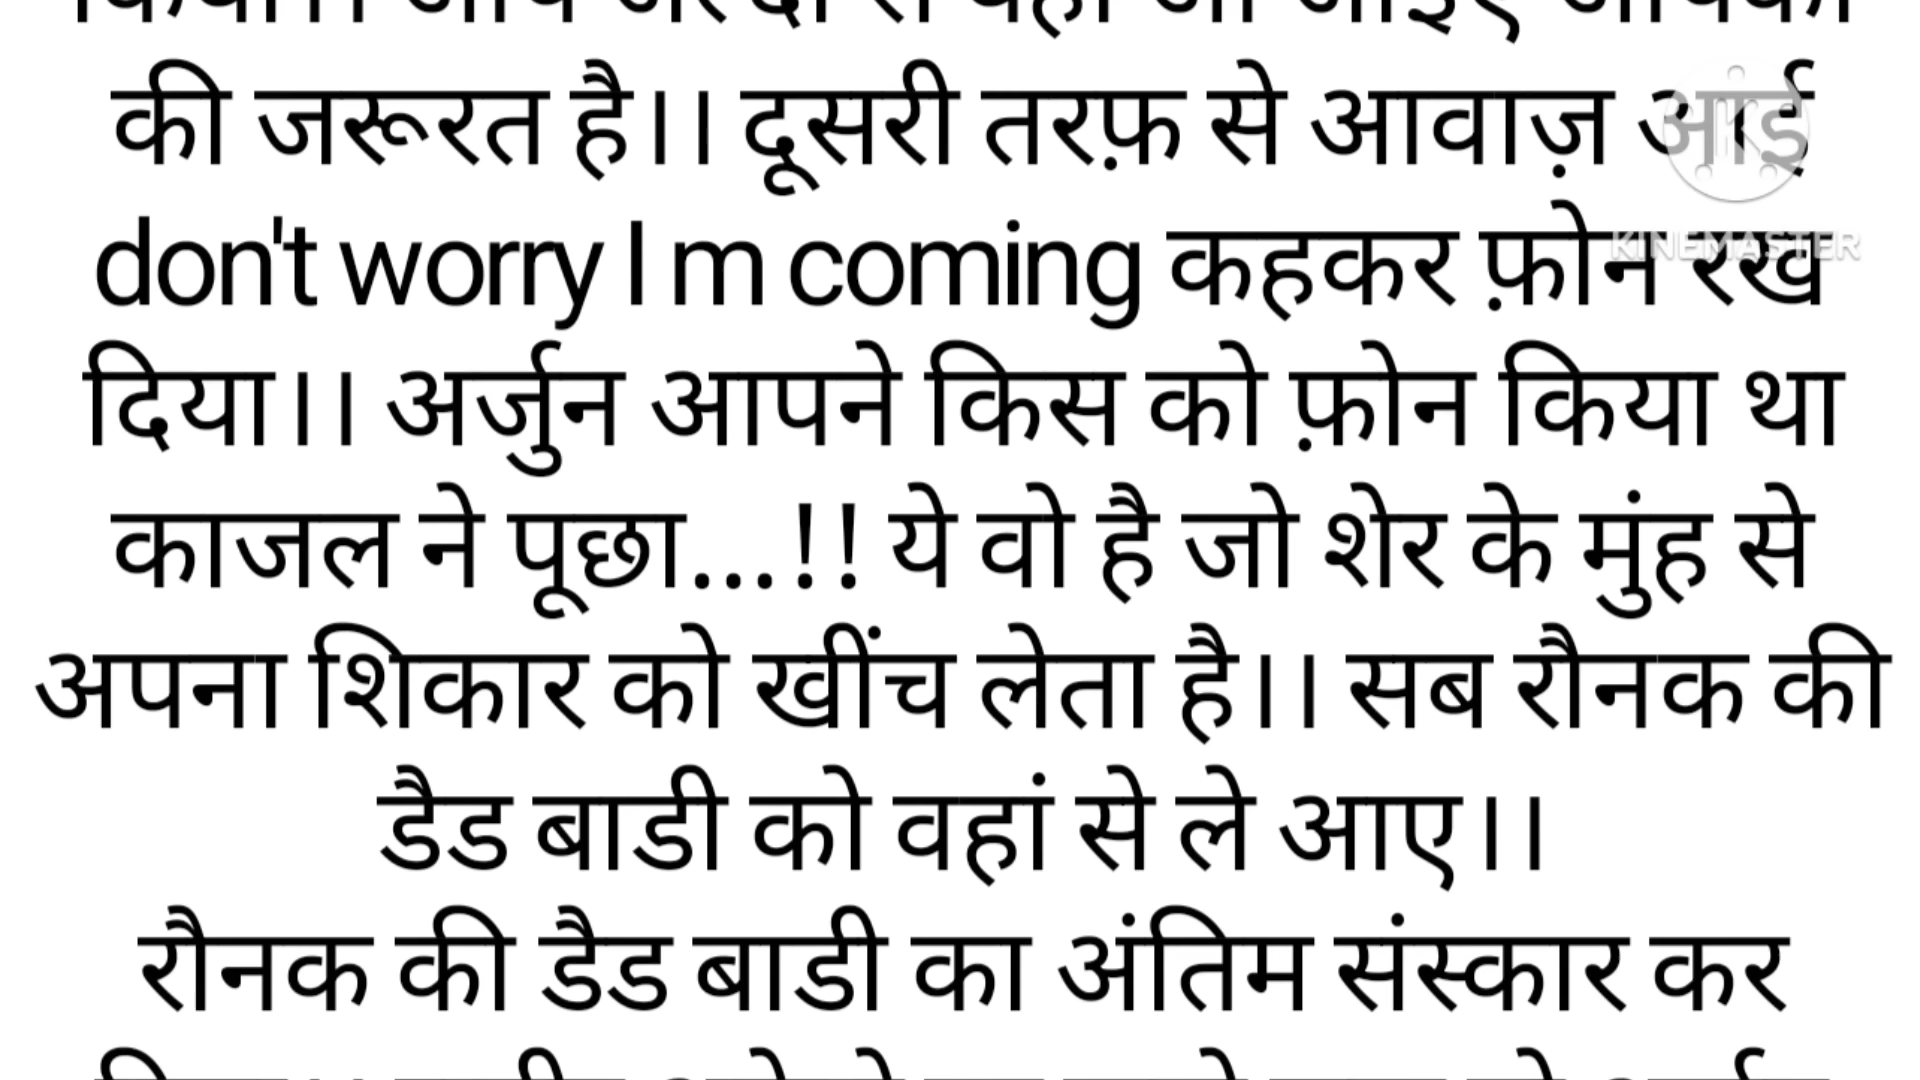 की जरूरत है।। दूसरी तरफ़ से आवाज़ आई
don't worry I m coming कहकर फ़ोन रख
दिया।। अर्जुन आपने किस को फ़ोन किया था
काजल ने पूछा...!! ये वो है जो शेर के मुंह से
अपना शिकार को खींच लेता है।। सब रौनक की
डैड बाडी को वहां से ले आए।।
रौनक की डैड बाडी का अंतिम संस्कार कर
KINEMASTER